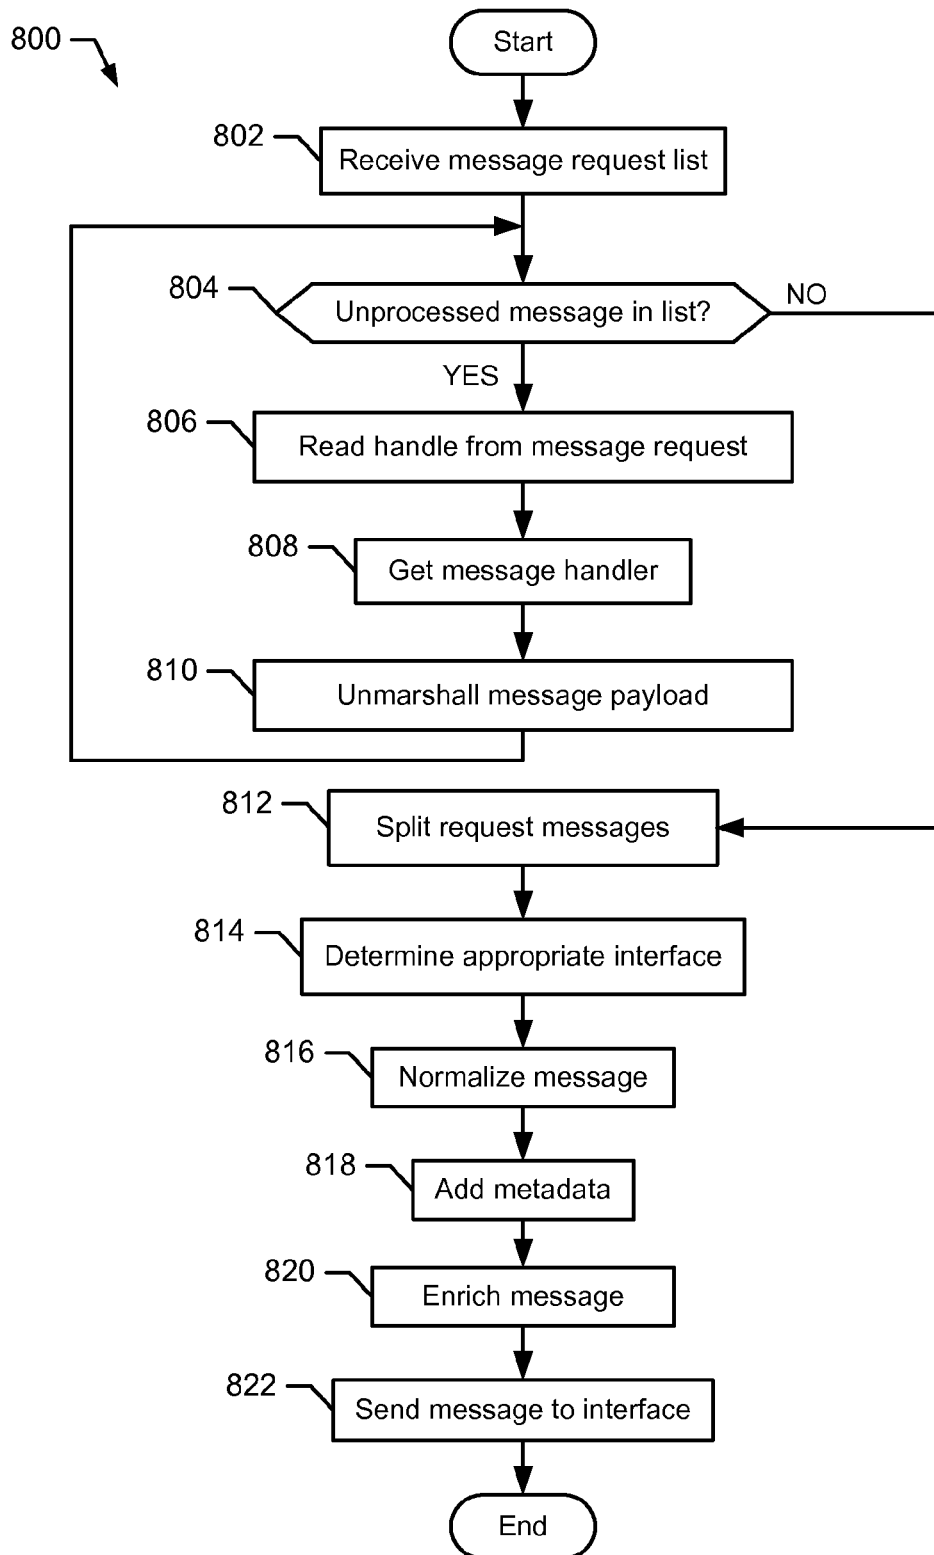 800
Start
802
Receive message request list
804
Unprocessed message in list?
NO
YES
806
Read handle from message request
808
Get message handler
810
Unmarshall message payload
812
Split request messages
814
Determine appropriate interface
816
Normalize message
818
Add metadata
820
Enrich message
822
Send message to interface
End